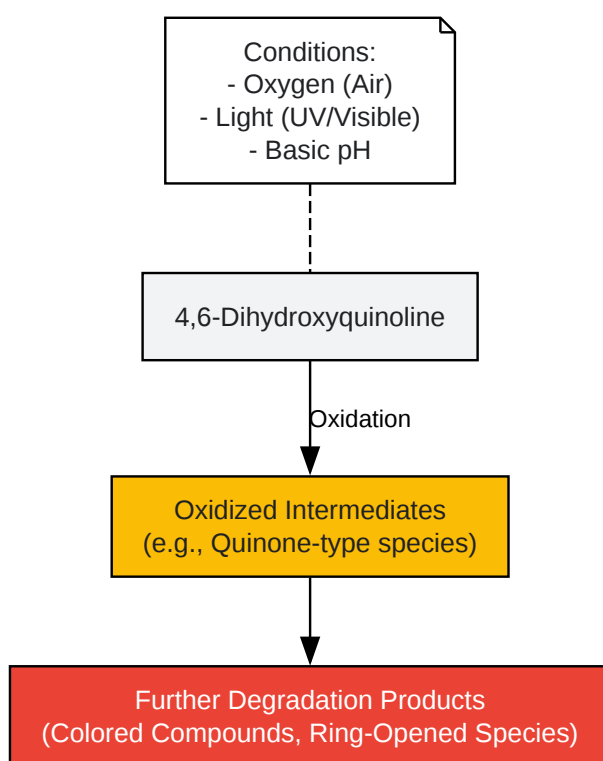 Conditions:
- Oxygen (Air)
- Light (UV/Visible)
- Basic pH
4,6-Dihydroxyquinoline
Oxidation
Oxidized Intermediates
(e.g., Quinone-type species)
Further Degradation Products
(Colored Compounds, Ring-Opened Species)